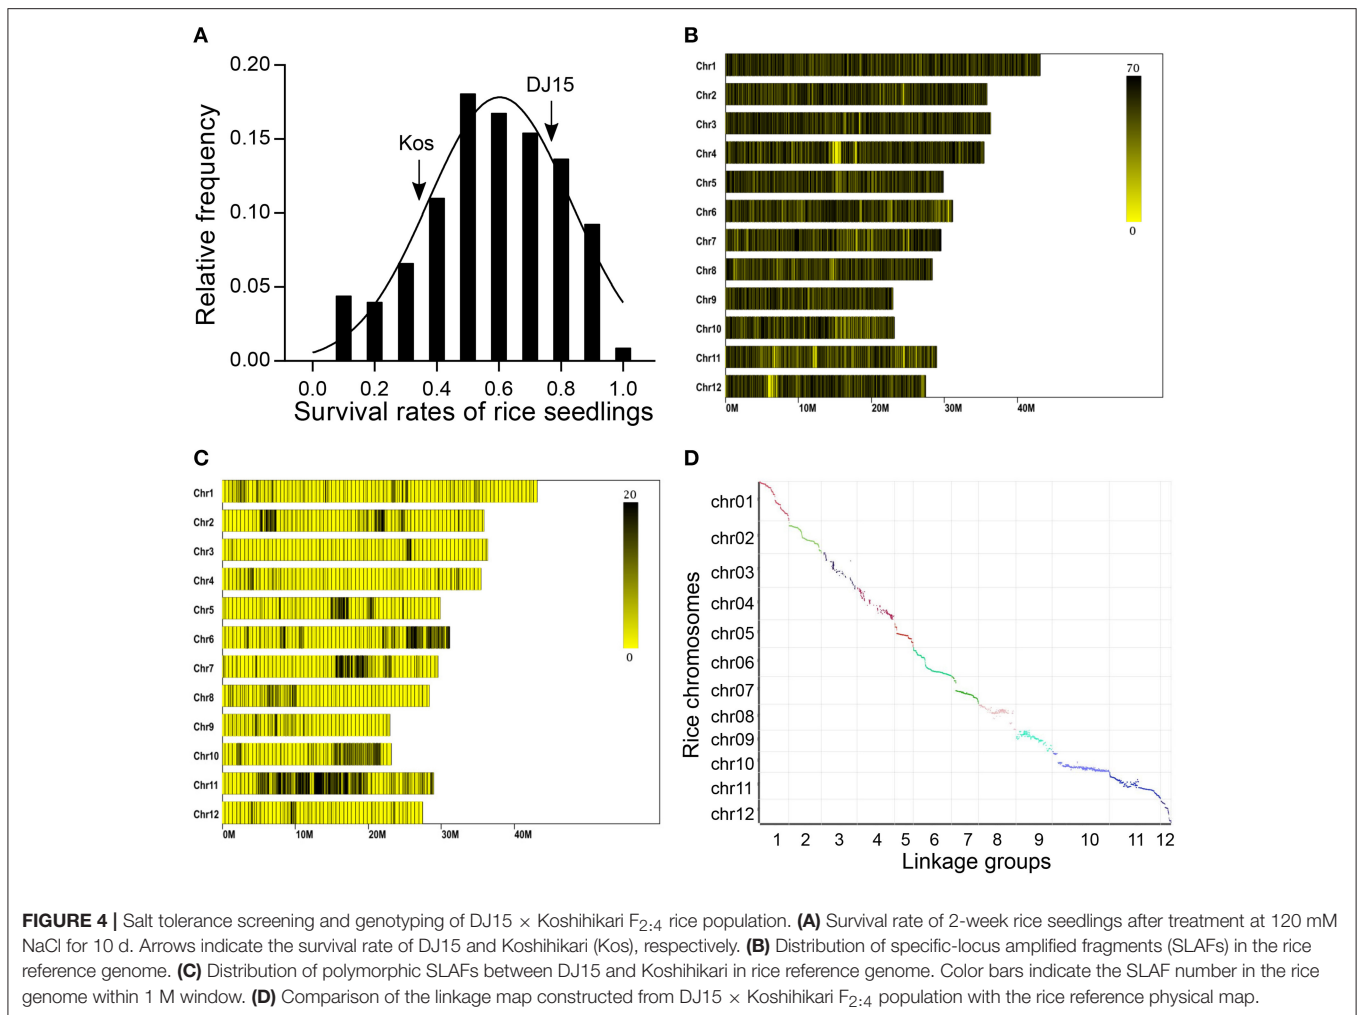 A
0.20
0.15
0.10
0.05
0.00
Relative frequency
Kos
DJ15
0.0 0.2 0.4 0.6 0.8 1.0
Survival rates of rice seedlings
B
Chr1
Chr2
Chr3
Chr4
Chr5
Chr6
Chr7
Chr8
Chr9
Chr10
Chr11
Chr12
0M 10M 20M 30M 40M
70
0
C
Chr1
Chr2
Chr3
Chr4
Chr5
Chr6
Chr7
Chr8
Chr9
Chr10
Chr11
Chr12
0M 10M 20M 30M 40M
20
0
D
Rice chromosomes
chr01
chr02
chr03
chr04
chr05
chr06
chr07
chr08
chr09
chr10
chr11
chr12
1 2 3 4 5 6 7 8 9 10 11 12
Linkage groups
FIGURE 4 | Salt tolerance screening and genotyping of DJ15 × Koshihikari F2:4 rice population. (A) Survival rate of 2-week rice seedlings after treatment at 120 mM
NaCl for 10 d. Arrows indicate the survival rate of DJ15 and Koshihikari (Kos), respectively. (B) Distribution of specific-locus amplified fragments (SLAFs) in the rice
reference genome. (C) Distribution of polymorphic SLAFs between DJ15 and Koshihikari in rice reference genome. Color bars indicate the SLAF number in the rice
genome within 1 M window. (D) Comparison of the linkage map constructed from DJ15 × Koshihikari F2:4 population with the rice reference physical map.